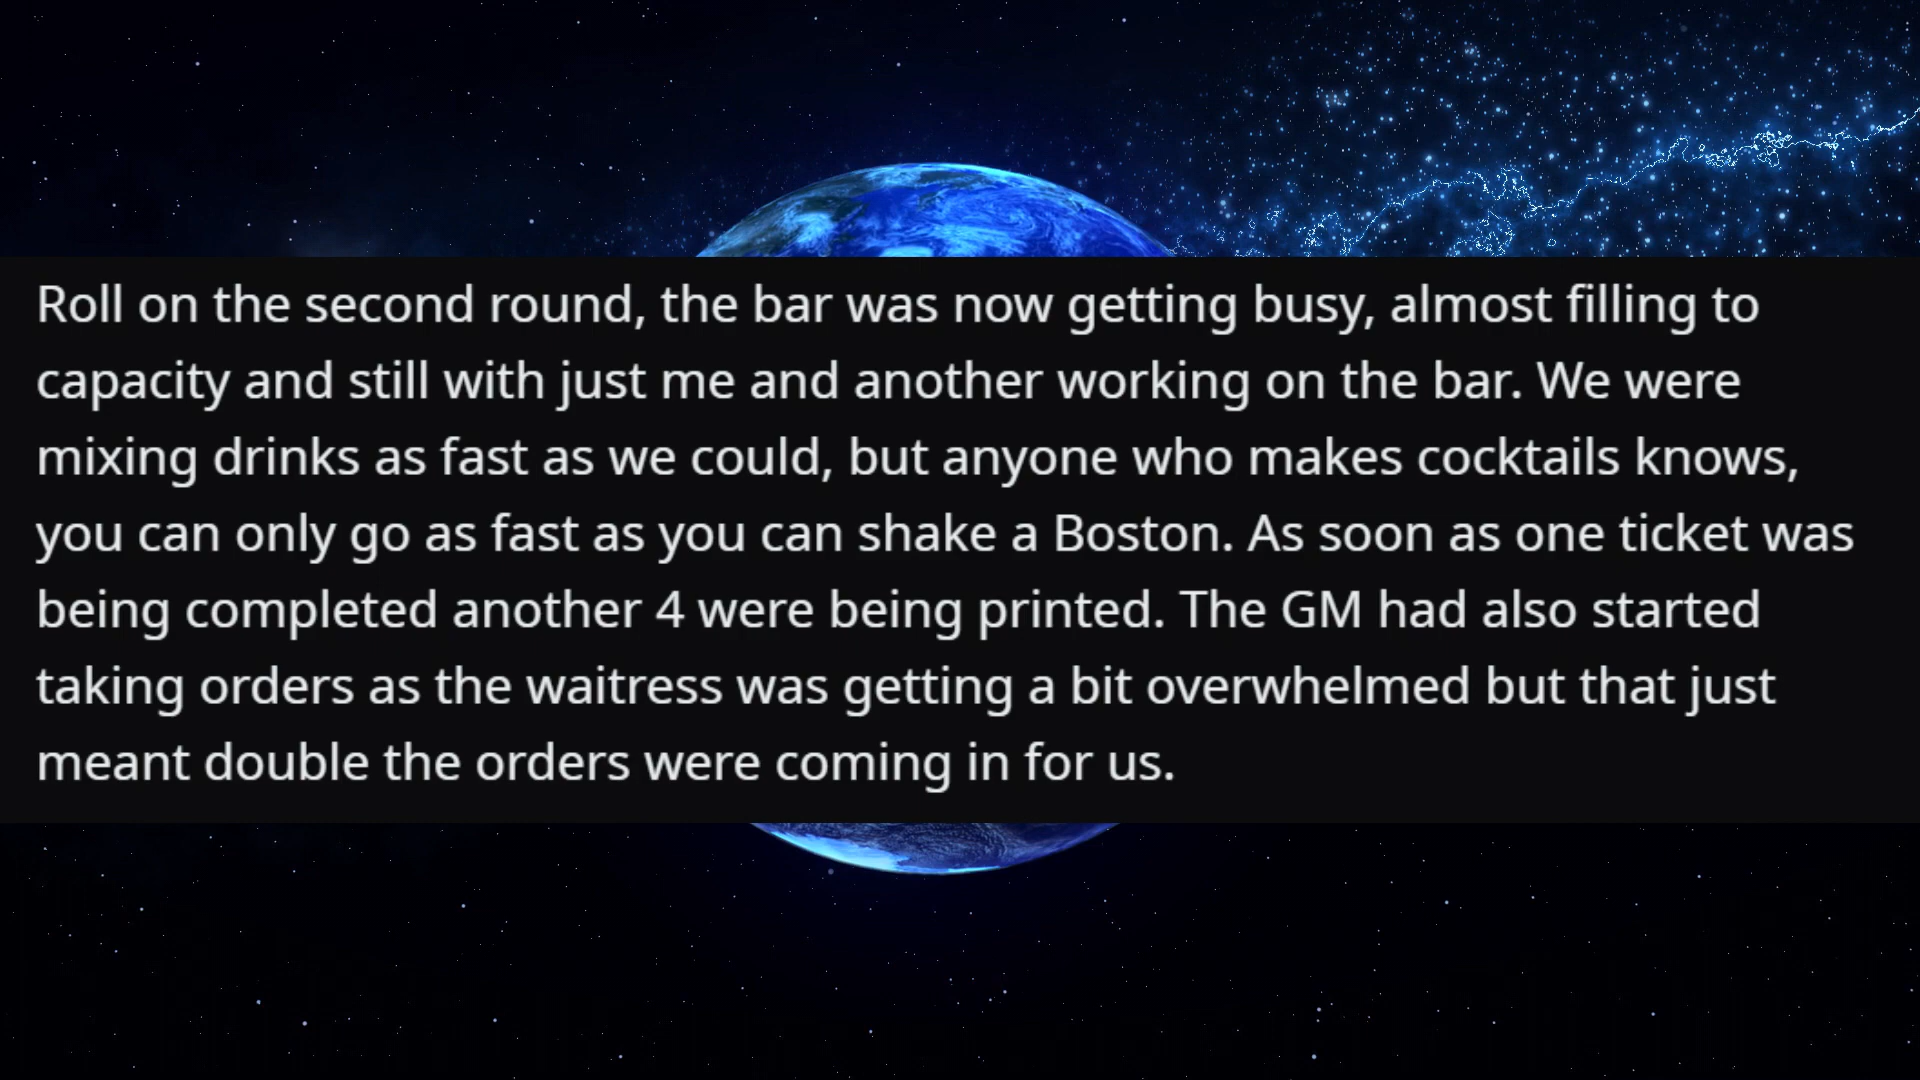 Roll on the second round, the bar was now getting busy, almost filling to
capacity and still with just me and another working on the bar. We were
mixing drinks as fast as we could, but anyone who makes cocktails knows,
you can only go as fast as you can shake a Boston. As soon as one ticket was
being completed another 4 were being printed. The GM had also started
taking orders as the waitress was getting a bit overwhelmed but that just
meant double the orders were coming in for us.